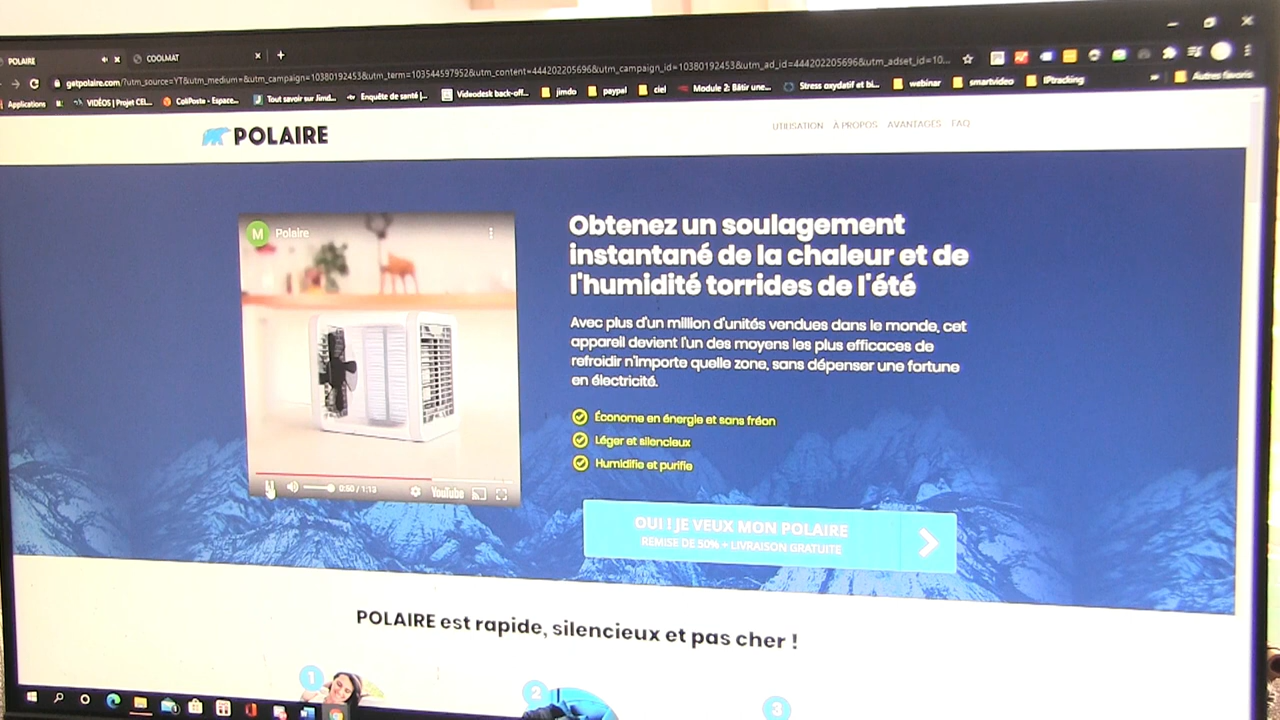 POLAIRE
COOLMAT
getpolaire.com/?utm_source=YT&utm_medium=&utm_campaign=10380192453&utm_term=103544597952&utm_content=444202205696&utm_campaign_id=10380192453&utm_ad_id=444202205696&utm_adset_id=10...
Applications
VIDÉOS | Projet CEL...
ColiPoste - Espace...
Tout savoir sur Jimd...
Enquête de santé |...
Videodesk back-off...
jimdo
paypal
ciel
Module 2: Bâtir une...
Stress oxydatif et bi...
webinar
smartvideo
IPtracking
Autres favoris
POLAIRE
UTILISATION À PROPOS AVANTAGES FAQ
M Polaire
Obtenez un soulagement
instantané de la chaleur et de
l'humidité torrides de l'été
Avec plus d'un million d'unités vendues dans le monde, cet
appareil devient l'un des moyens les plus efficaces de
refroidir n'importe quelle zone, sans dépenser une fortune
en électricité.
Économe en énergie et sans fréon
Léger et silencieux
Humidifie et purifie
0:50 / 1:13
YouTube
OUI ! JE VEUX MON POLAIRE
REMISE DE 50% + LIVRAISON GRATUITE
POLAIRE est rapide, silencieux et pas cher !
1
2
3